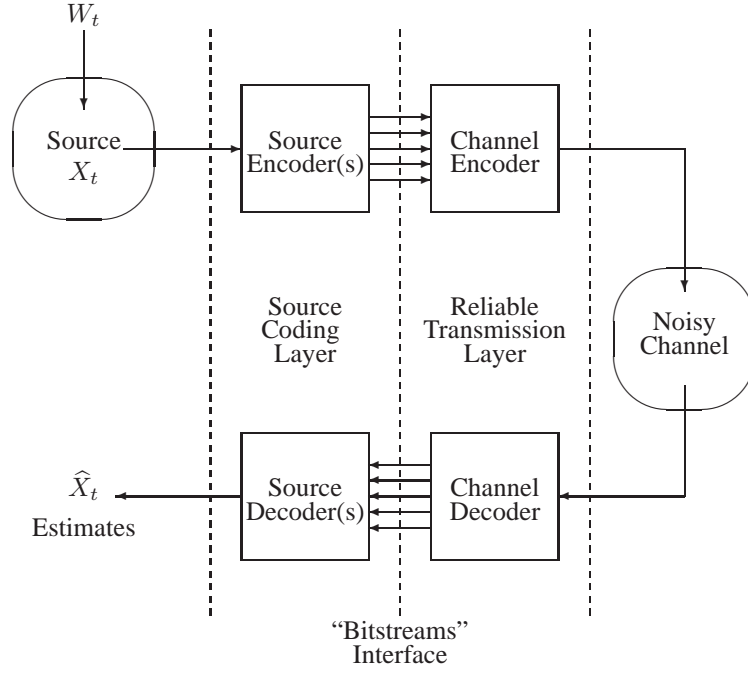 W_t
Source
X_t
Source
Encoder(s)
Channel
Encoder
Source
Coding
Layer
Reliable
Transmission
Layer
Noisy
Channel
X̂_t
Estimates
Source
Decoder(s)
Channel
Decoder
“Bitstreams”
Interface